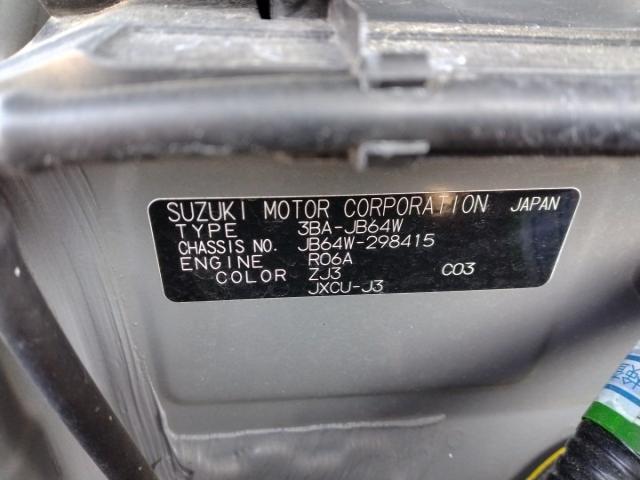 SUZUKI MOTOR CORPORATION JAPAN
TYPE 3BA-JB64W
CHASSIS NO. JB64W-298415
ENGINE R06A
COLOR ZJ3 C03
JXCU-J3